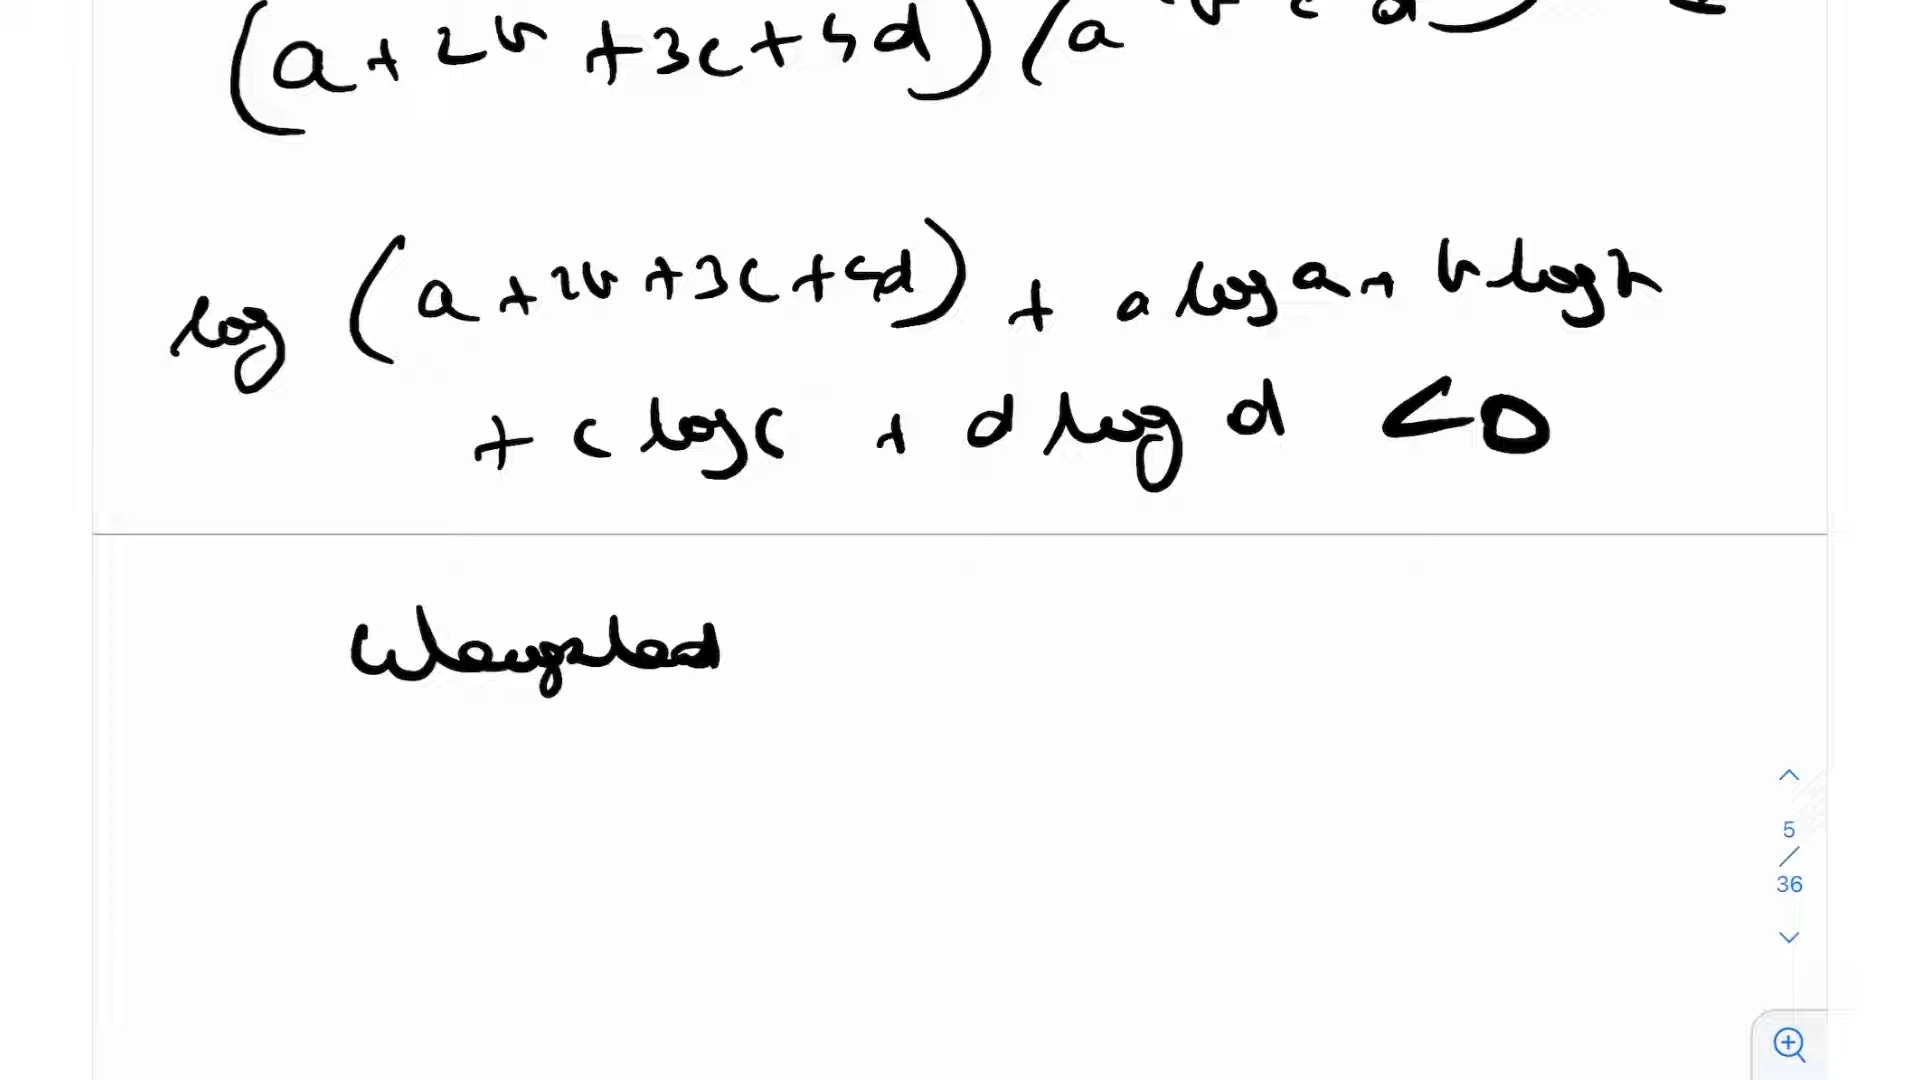 (a + 2b + 3c + 4d) (a
log (a + 2b + 3c + 4d) + a log a + b log b
+ c log c + d log d < 0
Weighted
5
/
36